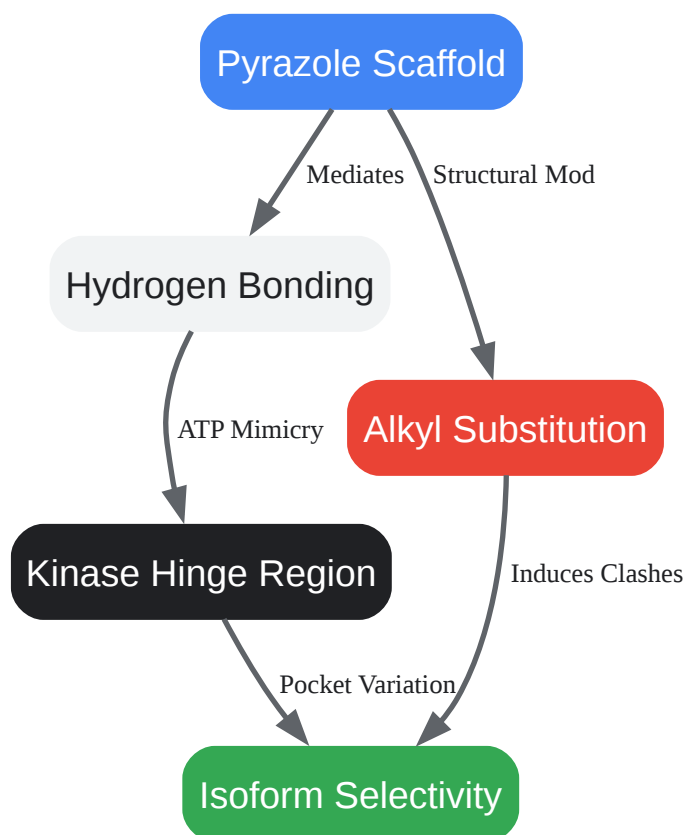 Pyrazole Scaffold
Mediates
Structural Mod
Hydrogen Bonding
Alkyl Substitution
ATP Mimicry
Kinase Hinge Region
Induces Clashes
Pocket Variation
Isoform Selectivity